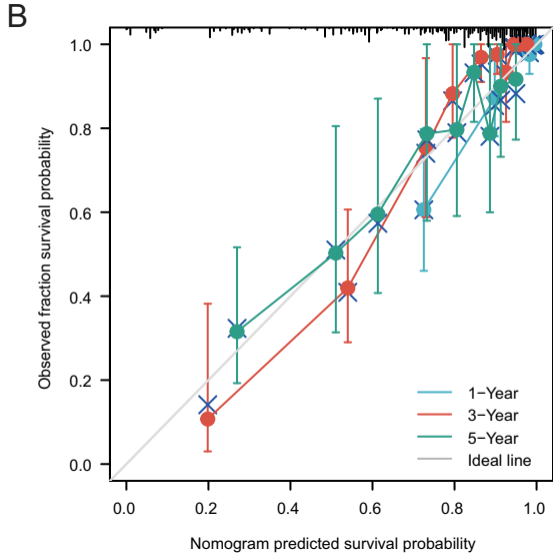 B
Observed fraction survival probability
1.0
0.8
0.6
0.4
0.2
0.0
1−Year
3−Year
5−Year
Ideal line
0.0 0.2 0.4 0.6 0.8 1.0
Nomogram predicted survival probability